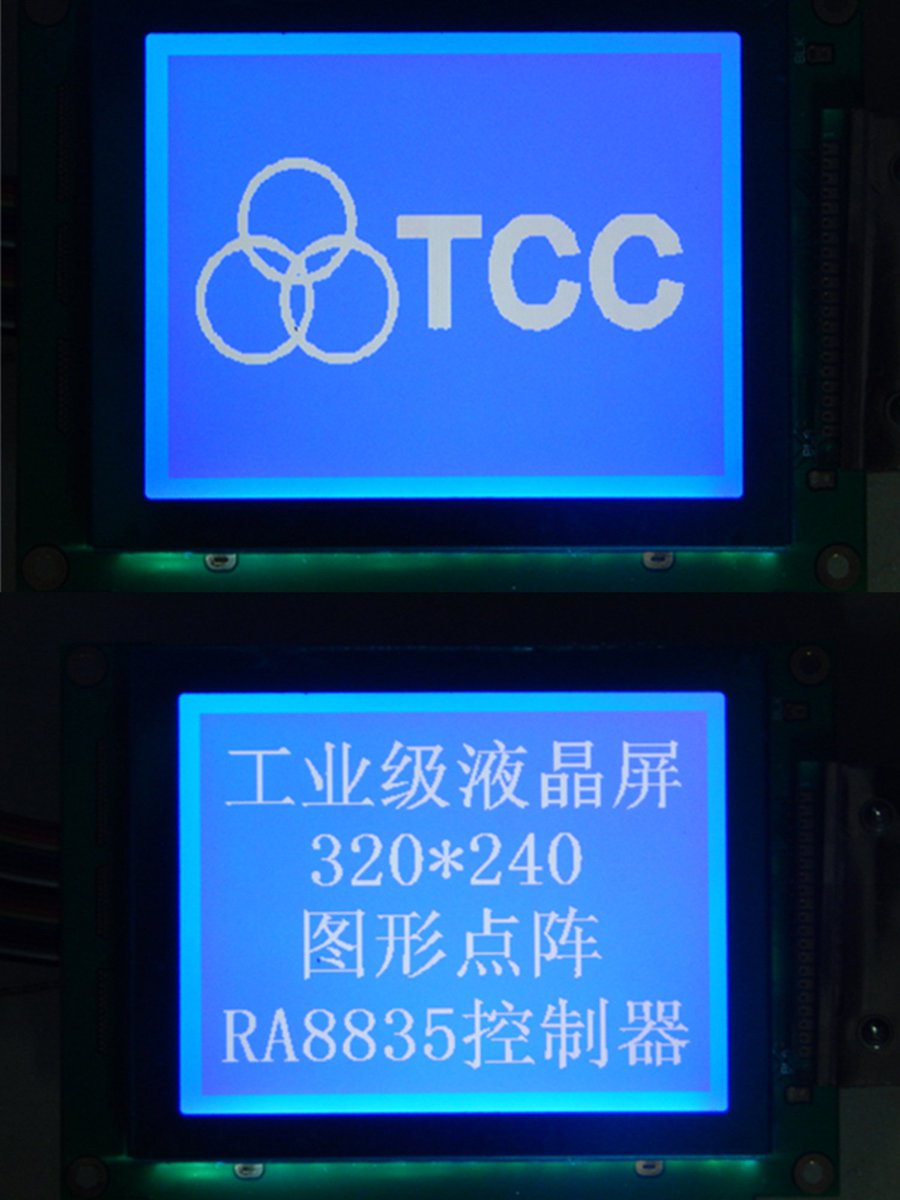 TCC
工业级液晶屏
320*240
图形点阵
RA8835控制器